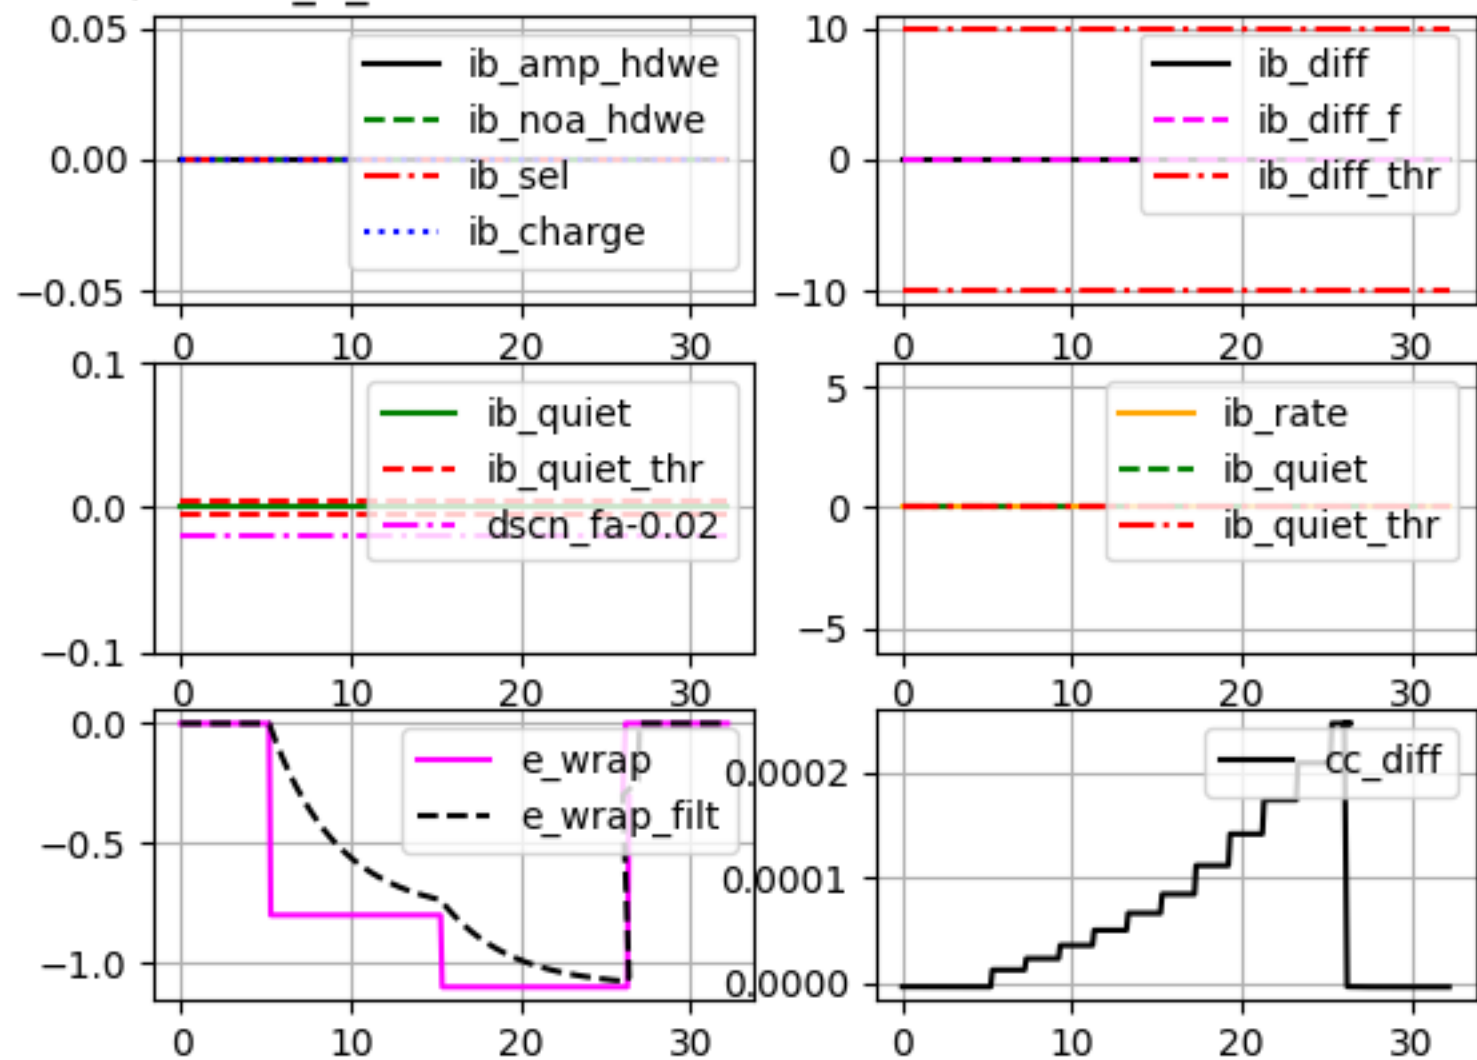 0.05
0.00
−0.05
ib_amp_hdwe
ib_noa_hdwe
ib_sel
ib_charge
0 10 20 30
10
0
−10
ib_diff
ib_diff_f
ib_diff_thr
0 10 20 30
0.1
0.0
−0.1
ib_quiet
ib_quiet_thr
dscn_fa-0.02
0 10 20 30
5
0
−5
ib_rate
ib_quiet
ib_quiet_thr
0 10 20 30
0.0
−0.5
−1.0
e_wrap
e_wrap_filt
0 10 20 30
0.0002
0.0001
0.0000
cc_diff
0 10 20 30